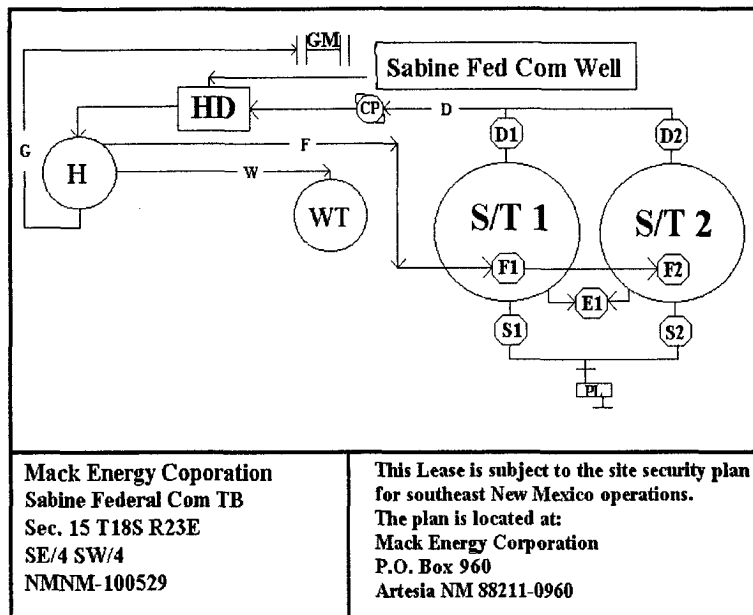 GM
Sabine Fed Com Well
HD
CP
D
D1
D2
G
F
H
W
WT
S/T 1
S/T 2
F1
F2
E1
S1
S2
PL
Mack Energy Coporation
Sabine Federal Com TB
Sec. 15 T18S R23E
SE/4 SW/4
NMNM-100529
This Lease is subject to the site security plan
for southeast New Mexico operations.
The plan is located at:
Mack Energy Corporation
P.O. Box 960
Artesia NM 88211-0960